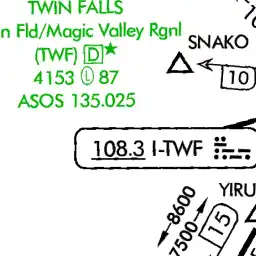 TWIN FALLS
n Fld/Magic Valley Rgnl
(TWF) D★
4153 Ⓛ 87
ASOS 135.025
SNAKO
10
108.3 I-TWF
YIRU
8600
7500
15